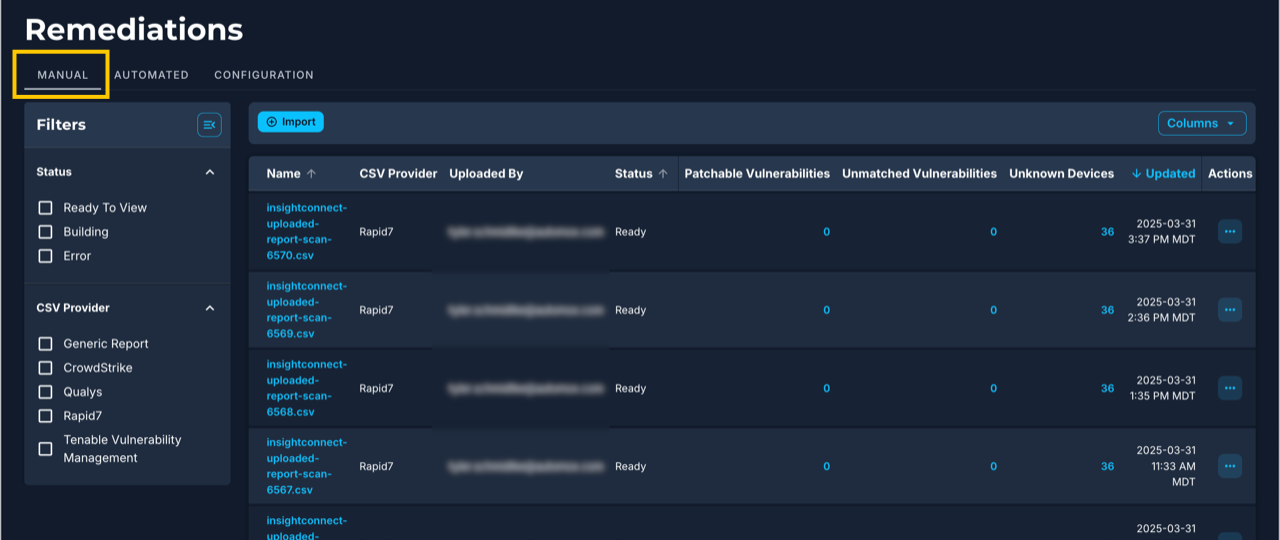 Remediations
MANUAL AUTOMATED CONFIGURATION
Filters
Status
Ready To View
Building
Error
CSV Provider
Generic Report
CrowdStrike
Qualys
Rapid7
Tenable Vulnerability
Management
Import
Columns
Name CSV Provider Uploaded By Status Patchable Vulnerabilities Unmatched Vulnerabilities Unknown Devices Updated Actions
insightconnect-
uploaded-
report-scan-
6570.csv
Rapid7 Ready 0 0 36
2025-03-31
3:37 PM MDT
insightconnect-
uploaded-
report-scan-
6569.csv
Rapid7 Ready 0 0 36
2025-03-31
2:36 PM MDT
insightconnect-
uploaded-
report-scan-
6568.csv
Rapid7 Ready 0 0 36
2025-03-31
1:35 PM MDT
insightconnect-
uploaded-
report-scan-
6567.csv
Rapid7 Ready 0 0 36
2025-03-31
11:33 AM
MDT
insightconnect-
uploaded-
2025-03-31